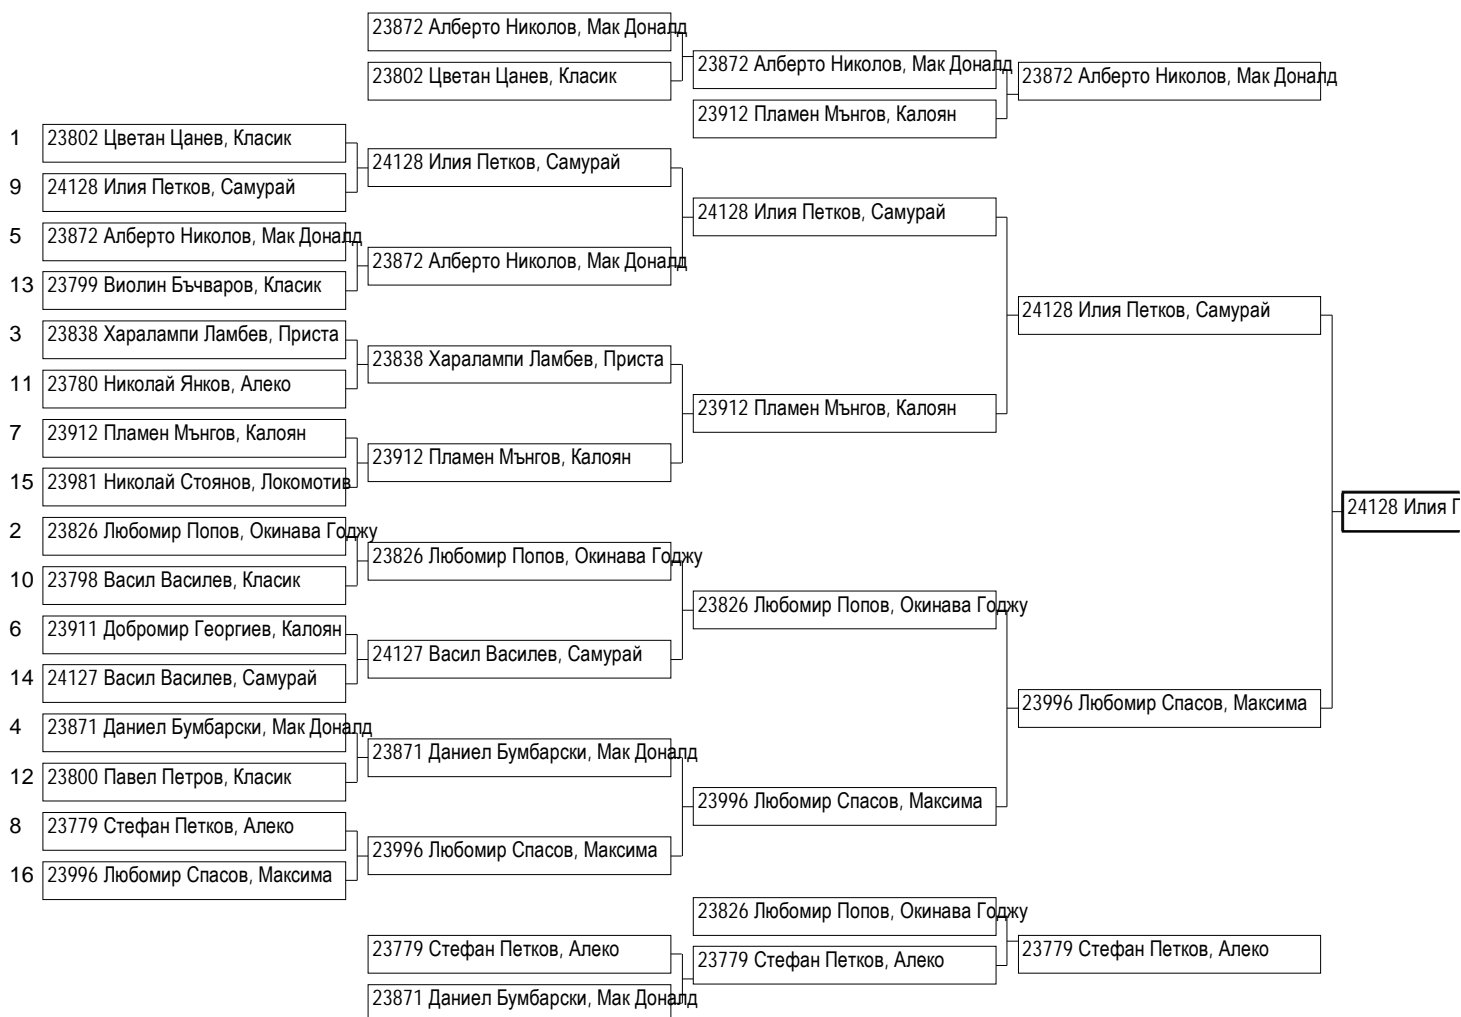 23872 Алберто Николов, Мак Доналд
23802 Цветан Цанев, Класик
23872 Алберто Николов, Мак Доналд
23912 Пламен Мънгов, Калоян
23872 Алберто Николов, Мак Доналд
1 23802 Цветан Цанев, Класик
9 24128 Илия Петков, Самурай
5 23872 Алберто Николов, Мак Доналд
13 23799 Виолин Бъчваров, Класик
3 23838 Харалампи Ламбев, Приста
11 23780 Николай Янков, Алеко
7 23912 Пламен Мънгов, Калоян
15 23981 Николай Стоянов, Локомотив
2 23826 Любомир Попов, Окинава Годжу
10 23798 Васил Василев, Класик
6 23911 Добромир Георгиев, Калоян
14 24127 Васил Василев, Самурай
4 23871 Даниел Бумбарски, Мак Доналд
12 23800 Павел Петров, Класик
8 23779 Стефан Петков, Алеко
16 23996 Любомир Спасов, Максима
24128 Илия Петков, Самурай
23872 Алберто Николов, Мак Доналд
23838 Харалампи Ламбев, Приста
23912 Пламен Мънгов, Калоян
23826 Любомир Попов, Окинава Годжу
24127 Васил Василев, Самурай
23871 Даниел Бумбарски, Мак Доналд
23996 Любомир Спасов, Максима
24128 Илия Петков, Самурай
23912 Пламен Мънгов, Калоян
23826 Любомир Попов, Окинава Годжу
23996 Любомир Спасов, Максима
24128 Илия Петков, Самурай
23996 Любомир Спасов, Максима
24128 Илия
23779 Стефан Петков, Алеко
23871 Даниел Бумбарски, Мак Доналд
23826 Любомир Попов, Окинава Годжу
23779 Стефан Петков, Алеко
23779 Стефан Петков, Алеко